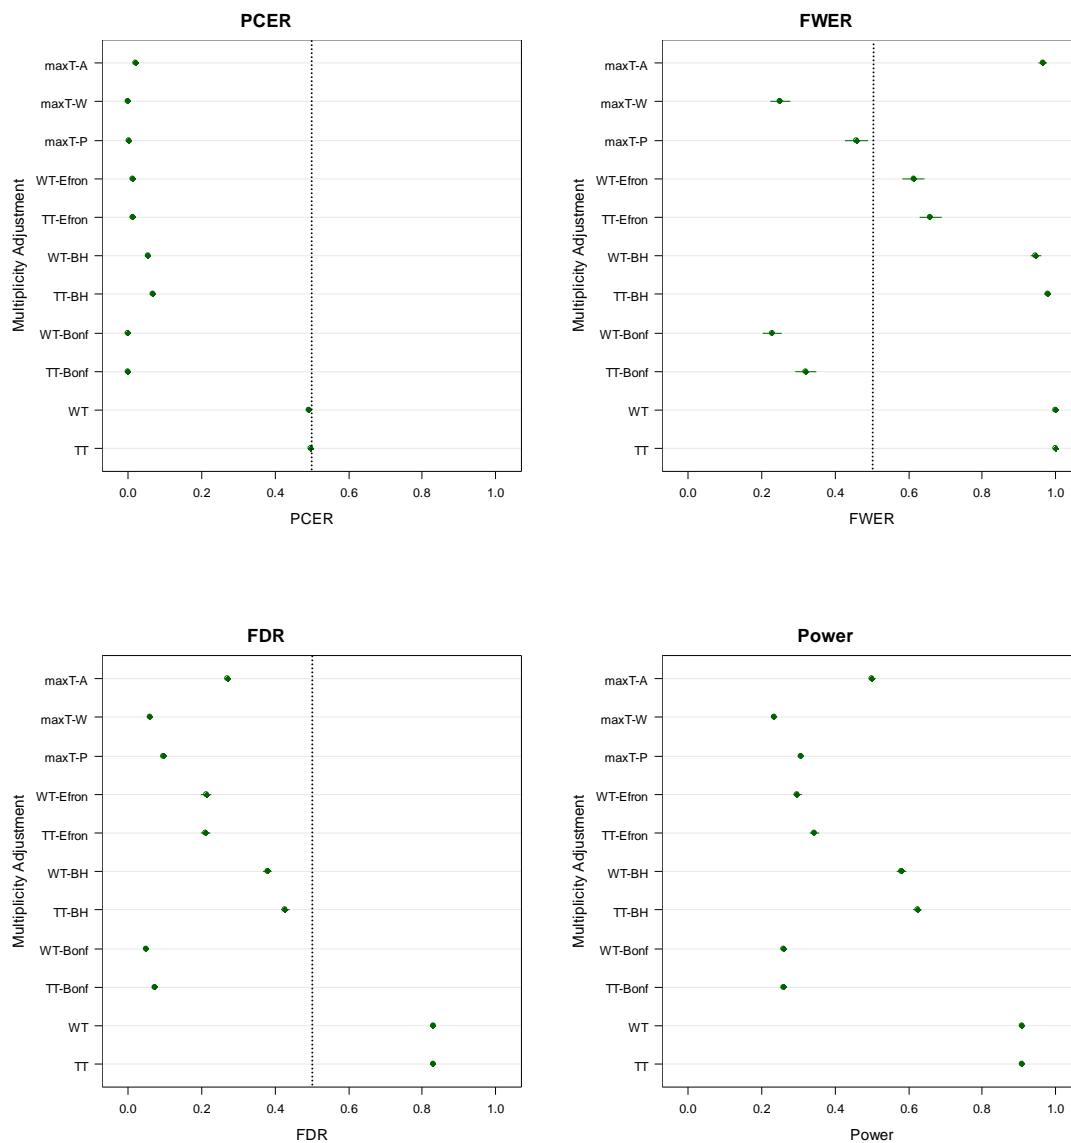 PCER
maxT-A
maxT-W
maxT-P
WT-Efron
TT-Efron
WT-BH
TT-BH
WT-Bonf
TT-Bonf
WT
TT
Multiplicity Adjustment
0.0 0.2 0.4 0.6 0.8 1.0
PCER
FWER
maxT-A
maxT-W
maxT-P
WT-Efron
TT-Efron
WT-BH
TT-BH
WT-Bonf
TT-Bonf
WT
TT
Multiplicity Adjustment
0.0 0.2 0.4 0.6 0.8 1.0
FWER
FDR
maxT-A
maxT-W
maxT-P
WT-Efron
TT-Efron
WT-BH
TT-BH
WT-Bonf
TT-Bonf
WT
TT
Multiplicity Adjustment
0.0 0.2 0.4 0.6 0.8 1.0
FDR
Power
maxT-A
maxT-W
maxT-P
WT-Efron
TT-Efron
WT-BH
TT-BH
WT-Bonf
TT-Bonf
WT
TT
Multiplicity Adjustment
0.0 0.2 0.4 0.6 0.8 1.0
Power